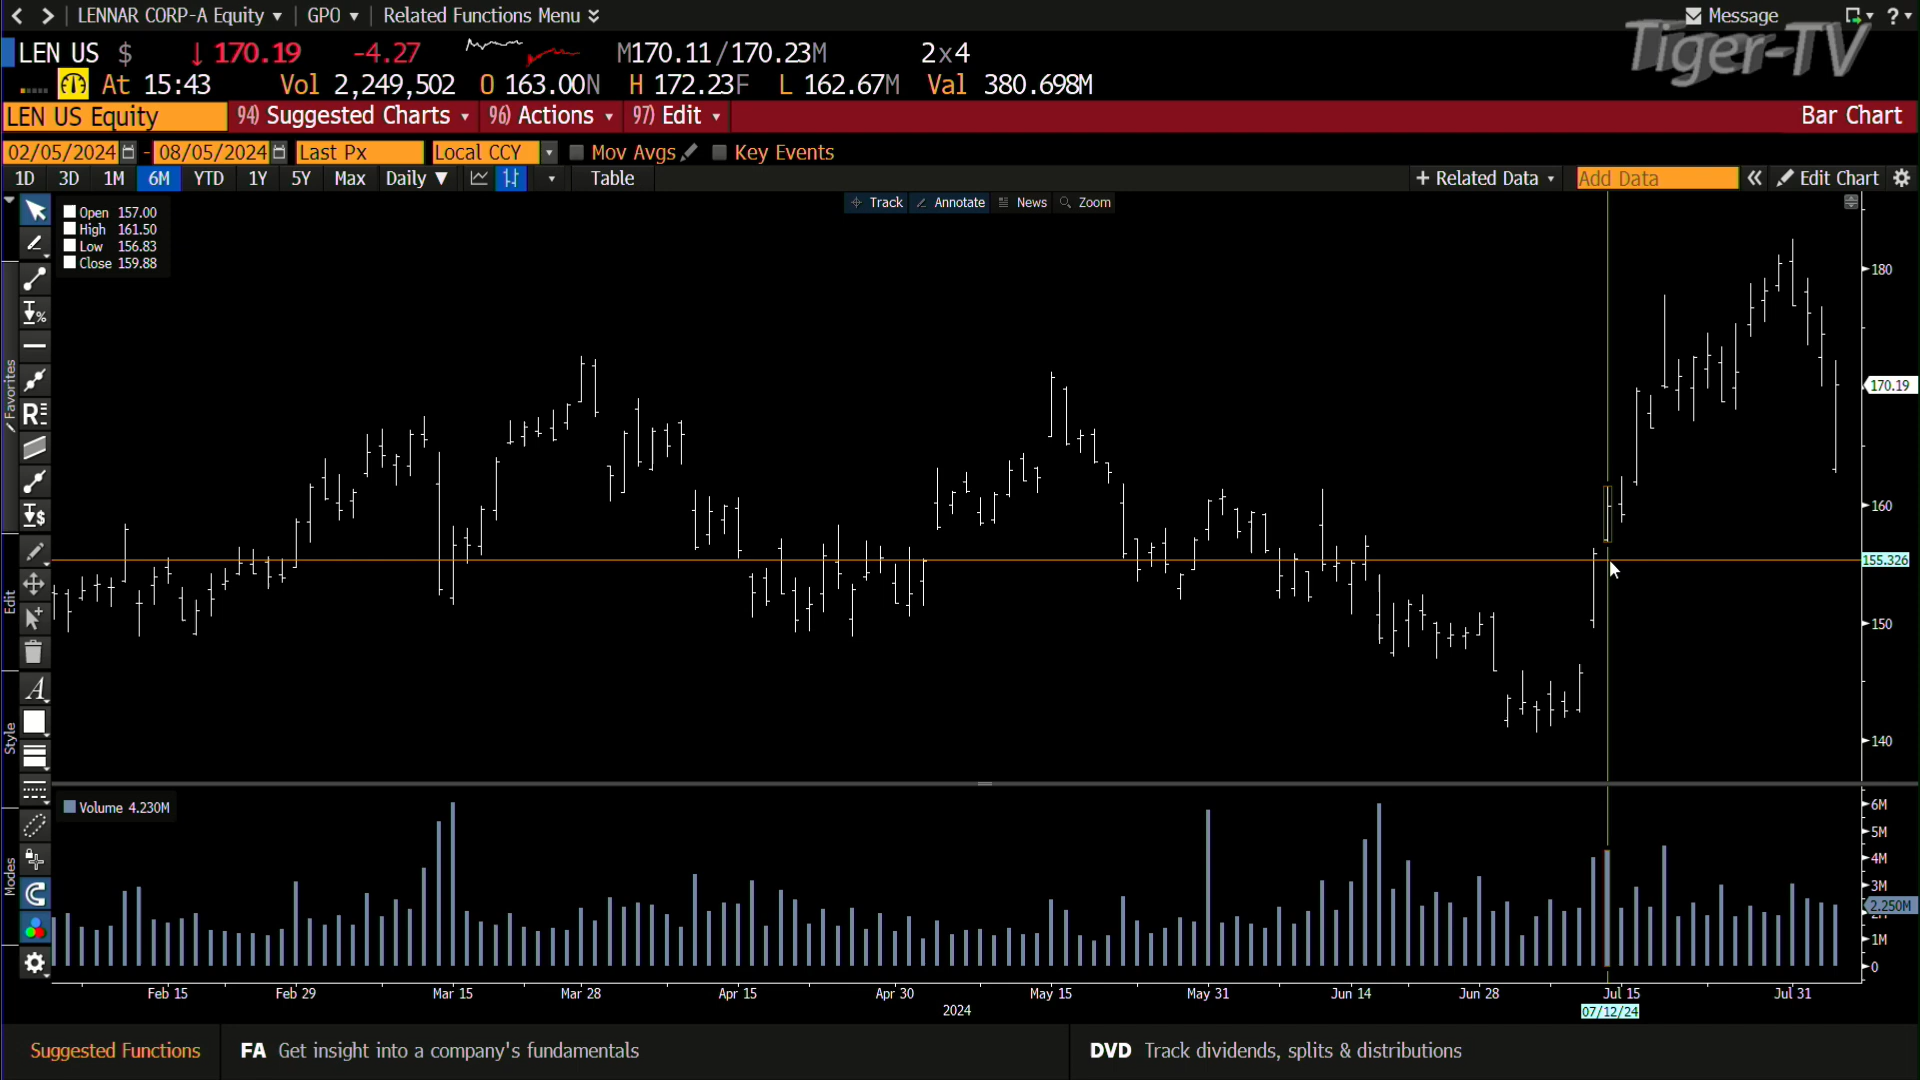 LENNAR CORP-A Equity GPO Related Functions Menu Message ?
Tiger-TV
LEN US $ ↓ 170.19 -4.27 M170.11/170.23M 2x4
At 15:43 Vol 2,249,502 O 163.00N H 172.23F L 162.67M Val 380.698M
LEN US Equity 94) Suggested Charts 96) Actions 97) Edit Bar Chart
02/05/2024 - 08/05/2024 Last Px Local CCY Mov Avgs Key Events
1D 3D 1M 6M YTD 1Y 5Y Max Daily ▼ Table + Related Data Add Data « Edit Chart
Track Annotate News Zoom
Open 157.00
High 161.50
Low 156.83
Close 159.88
180
170.19
160
155.326
150
140
Favorites
Edit
Style
Modes
Volume 4.230M
6M
5M
4M
3M
2.250M
1M
0
Feb 15 Feb 29 Mar 15 Mar 28 Apr 15 Apr 30 May 15 May 31 Jun 14 Jun 28 Jul 15 Jul 31
2024 07/12/24
Suggested Functions FA Get insight into a company's fundamentals DVD Track dividends, splits & distributions